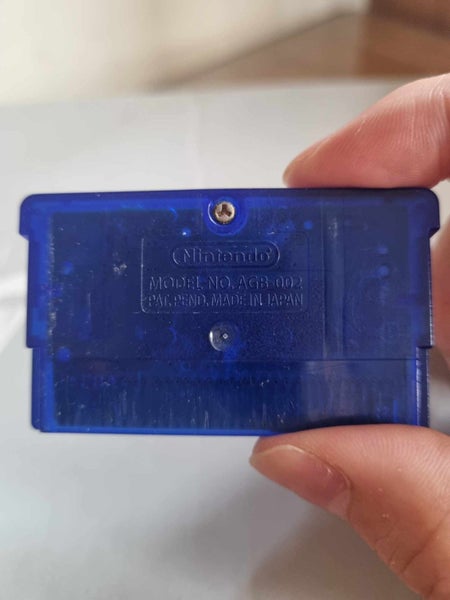 Nintendo
MODEL NO. AGB-002
PAT. PEND. MADE IN JAPAN